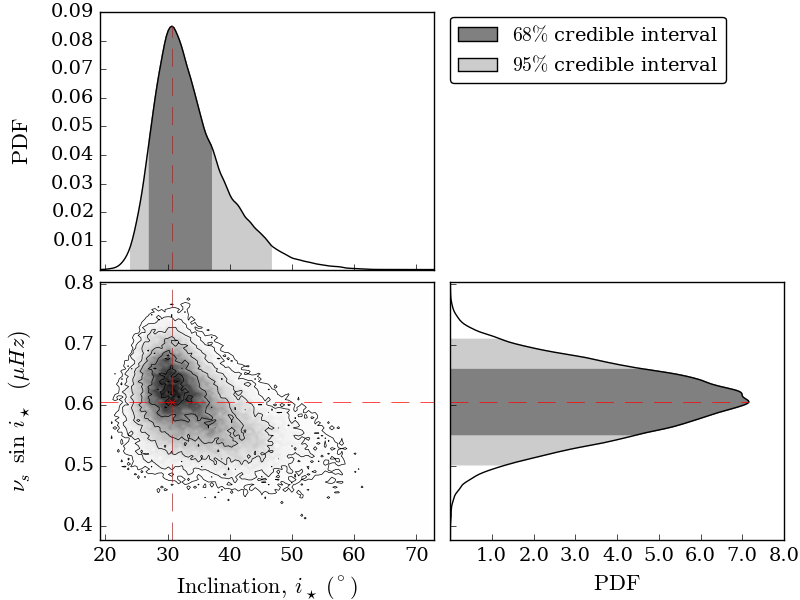 0.09
0.08
0.07
0.06
0.05
0.04
0.03
0.02
0.01
PDF
68% credible interval
95% credible interval
0.8
0.7
0.6
0.5
0.4
ν_s sin i_⋆ (μHz)
20 30 40 50 60 70
Inclination, i_⋆ (°)
1.0 2.0 3.0 4.0 5.0 6.0 7.0 8.0
PDF